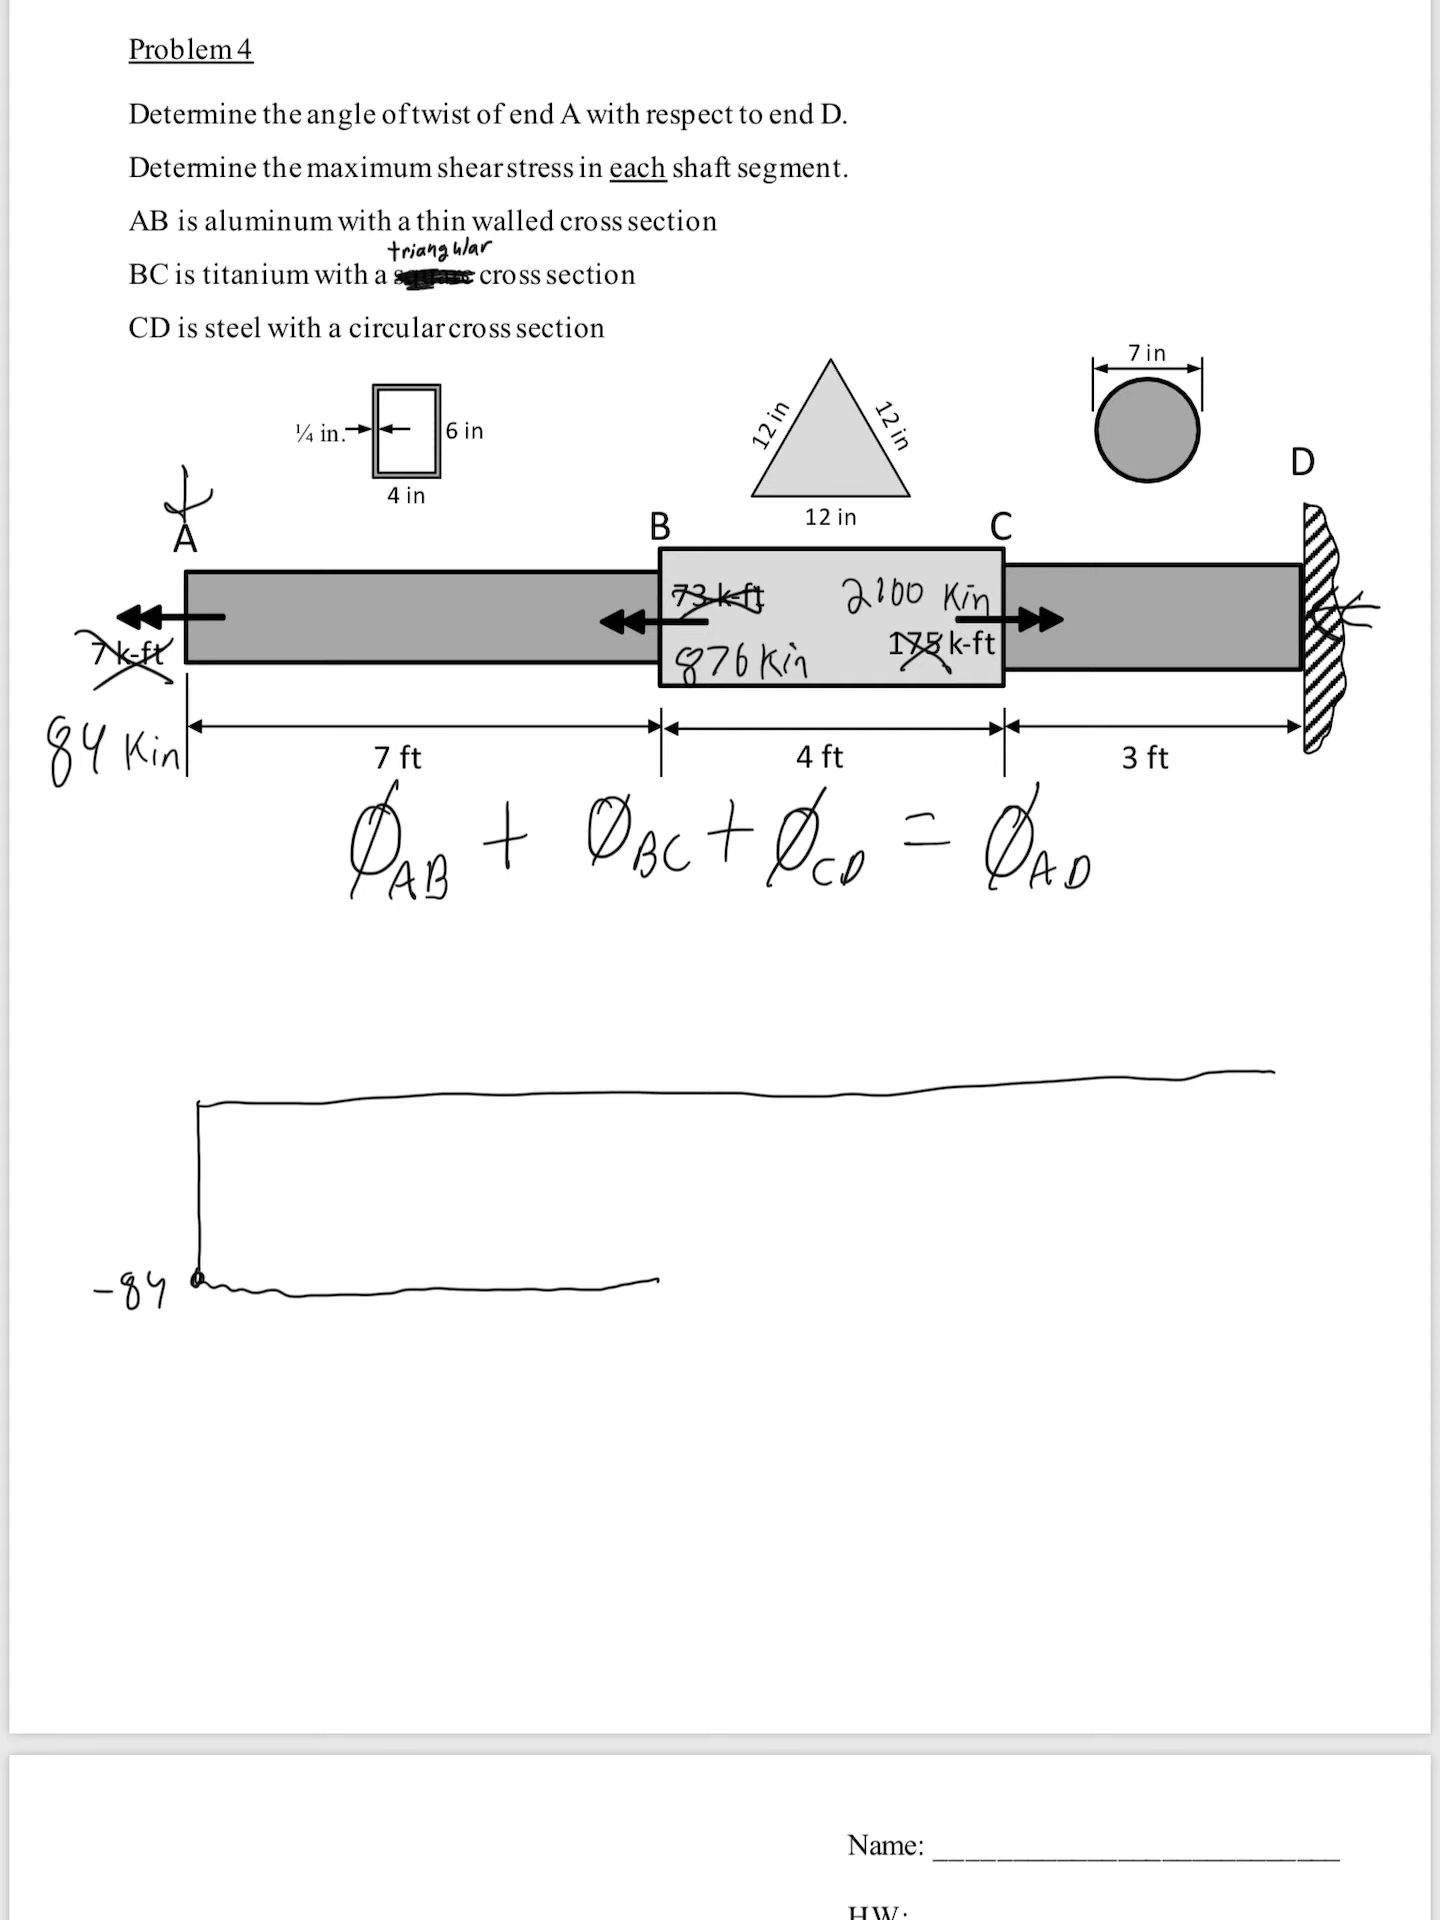 Problem 4
Determine the angle of twist of end A with respect to end D.
Determine the maximum shear stress in each shaft segment.
AB is aluminum with a thin walled cross section
triangular
BC is titanium with a square cross section
CD is steel with a circular cross section
7 in
¼ in.
6 in
4 in
12 in
12 in
12 in
A
B
C
D
73 k-ft
2100 Kin
7 k-ft
876 Kin
175 k-ft
84 Kin
7 ft
4 ft
3 ft
ØAB + ØBC + ØCD = ØAD
-84
Name:
HW: